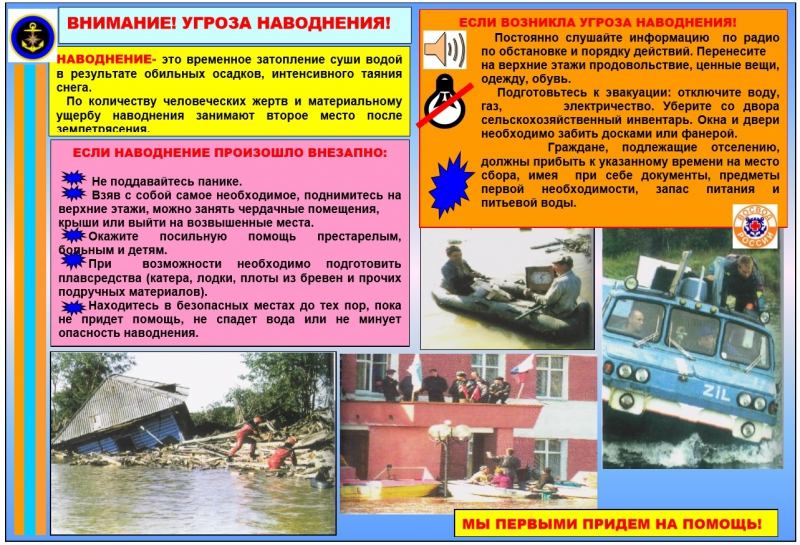 ВНИМАНИЕ! УГРОЗА НАВОДНЕНИЯ!
НАВОДНЕНИЕ- это временное затопление суши водой
в результате обильных осадков, интенсивного таяния
снега.
По количеству человеческих жертв и материальному
ущербу наводнения занимают второе место после
землетрясения.
ЕСЛИ НАВОДНЕНИЕ ПРОИЗОШЛО ВНЕЗАПНО:
Не поддавайтесь панике.
Взяв с собой самое необходимое, поднимитесь на
верхние этажи, можно занять чердачные помещения,
крыши или выйти на возвышенные места.
Окажите посильную помощь престарелым,
больным и детям.
При возможности необходимо подготовить
плавсредства (катера, лодки, плоты из бревен и прочих
подручных материалов).
Находитесь в безопасных местах до тех пор, пока
не придет помощь, не спадет вода или не минует
опасность наводнения.
ЕСЛИ ВОЗНИКЛА УГРОЗА НАВОДНЕНИЯ!
Постоянно слушайте информацию по радио
по обстановке и порядку действий. Перенесите
на верхние этажи продовольствие, ценные вещи,
одежду, обувь.
Подготовьтесь к эвакуации: отключите воду,
газ, электричество. Уберите со двора
сельскохозяйственный инвентарь. Окна и двери
необходимо забить досками или фанерой.
Граждане, подлежащие отселению,
должны прибыть к указанному времени на место
сбора, имея при себе документы, предметы
первой необходимости, запас питания и
питьевой воды.
ВОСВОД
РОССИИ
ZIL
МЫ ПЕРВЫМИ ПРИДЕМ НА ПОМОЩЬ!